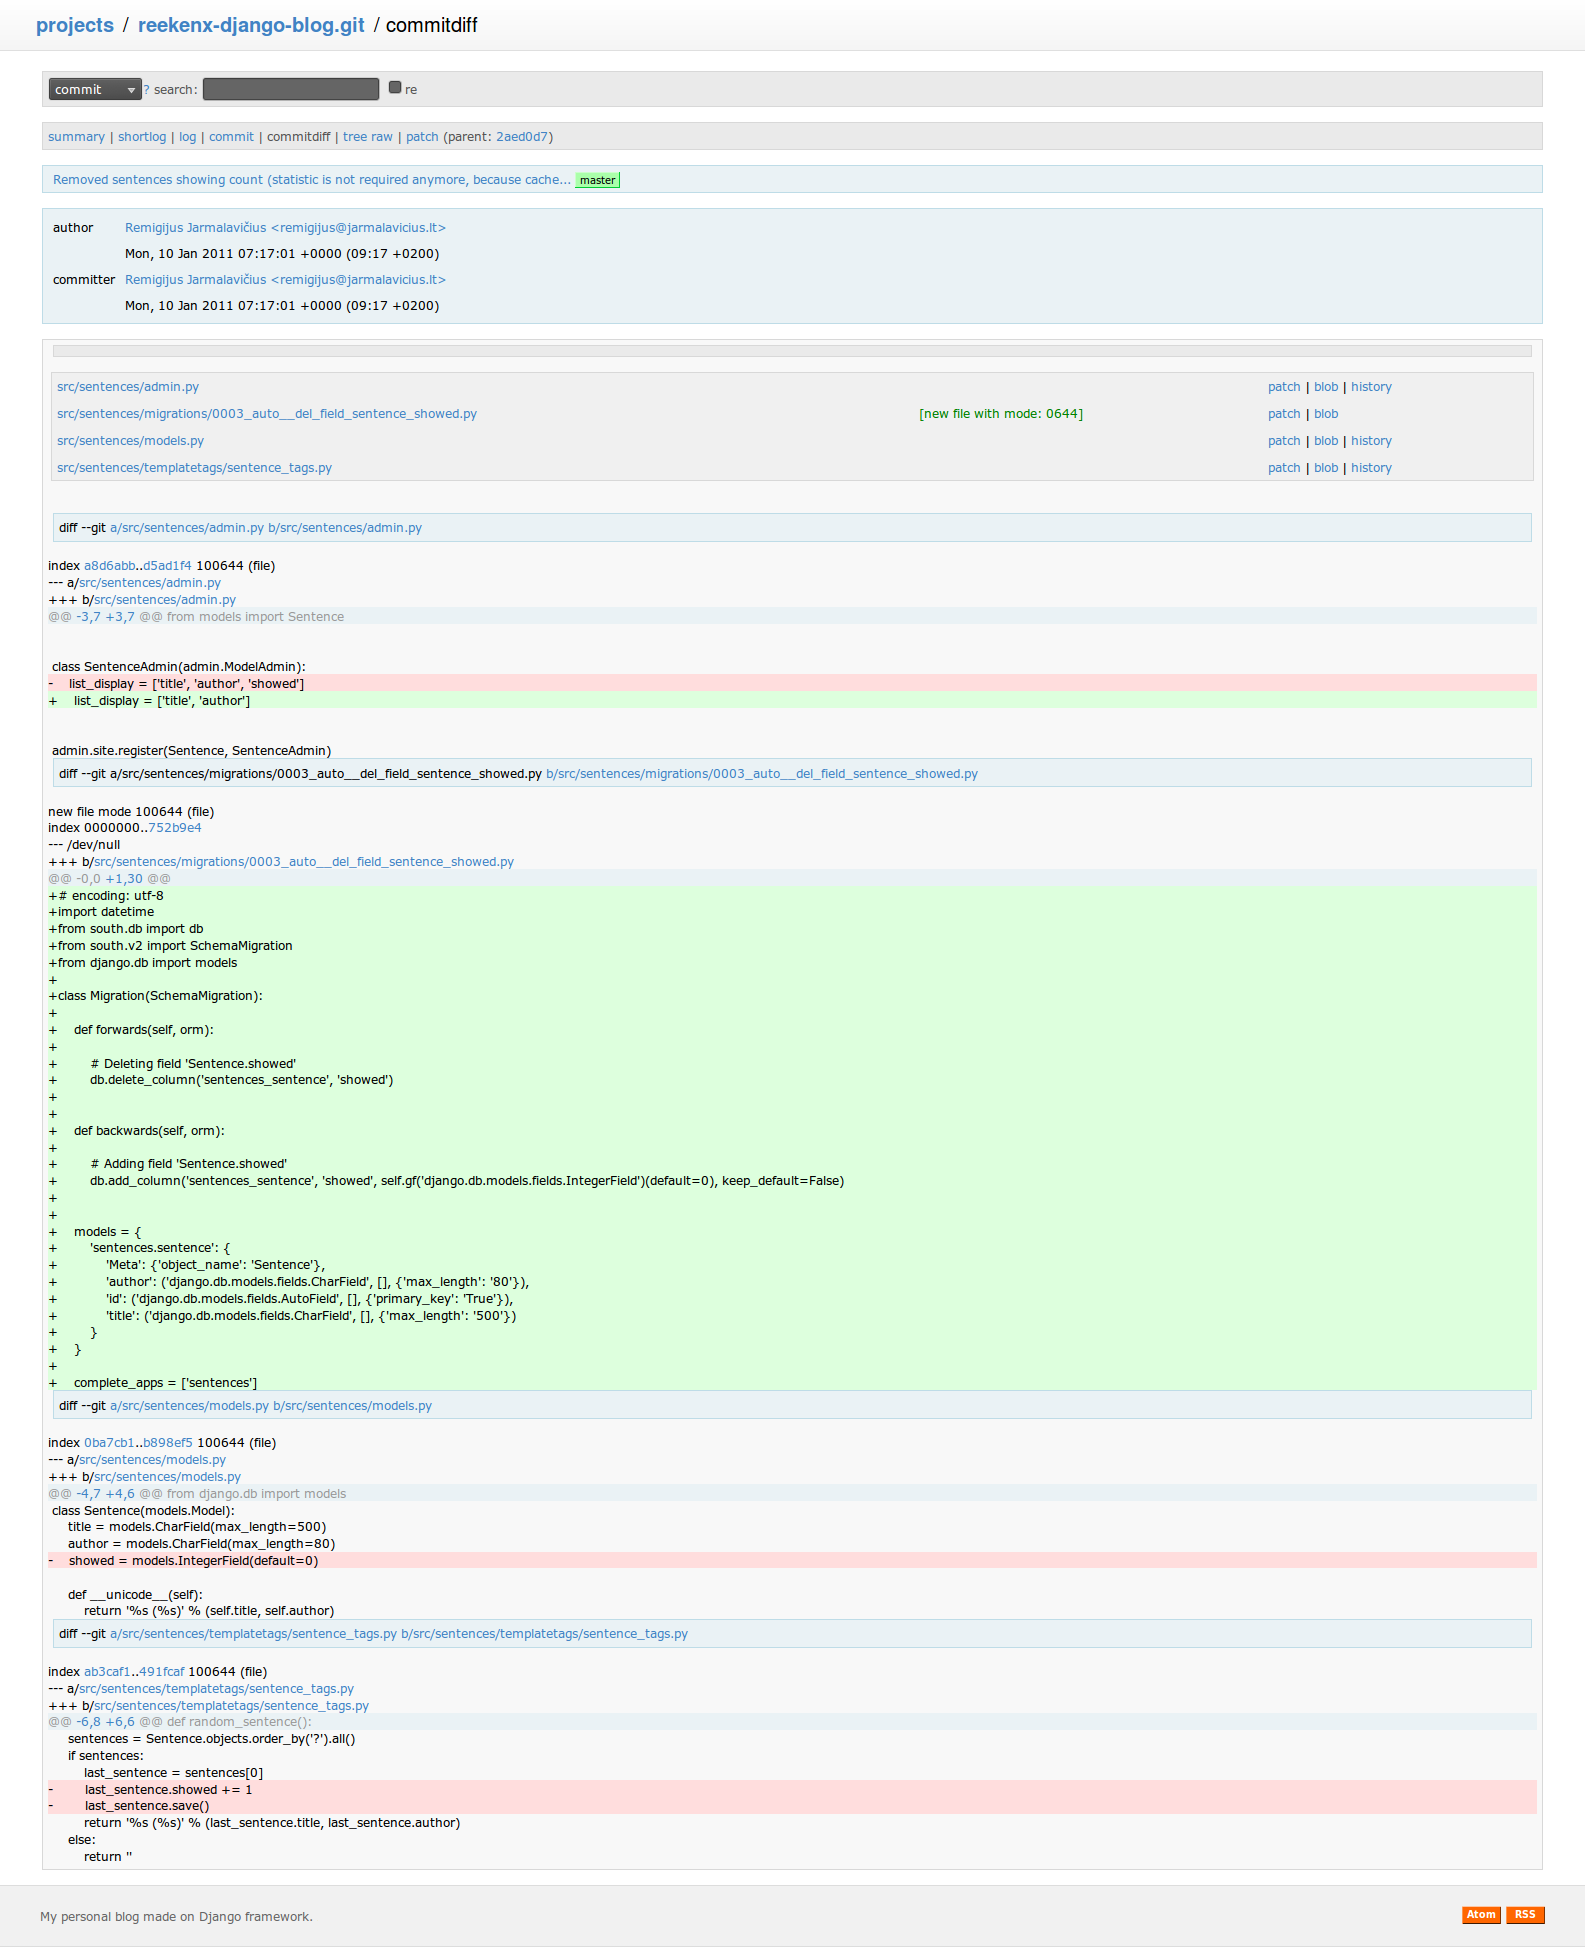 projects / reekenx-django-blog.git / commitdiff
commit ? search: re
summary | shortlog | log | commit | commitdiff | tree raw | patch (parent: 2aed0d7)
Removed sentences showing count (statistic is not required anymore, because cache... master
author Remigijus Jarmalavičius <remigijus@jarmalavicius.lt>
Mon, 10 Jan 2011 07:17:01 +0000 (09:17 +0200)
committer Remigijus Jarmalavičius <remigijus@jarmalavicius.lt>
Mon, 10 Jan 2011 07:17:01 +0000 (09:17 +0200)
src/sentences/admin.py patch | blob | history
src/sentences/migrations/0003_auto__del_field_sentence_showed.py [new file with mode: 0644] patch | blob
src/sentences/models.py patch | blob | history
src/sentences/templatetags/sentence_tags.py patch | blob | history
diff --git a/src/sentences/admin.py b/src/sentences/admin.py
index a8d6abb..d5ad1f4 100644 (file)
--- a/src/sentences/admin.py
+++ b/src/sentences/admin.py
@@ -3,7 +3,7 @@ from models import Sentence
class SentenceAdmin(admin.ModelAdmin):
-    list_display = ['title', 'author', 'showed']
+    list_display = ['title', 'author']
admin.site.register(Sentence, SentenceAdmin)
diff --git a/src/sentences/migrations/0003_auto__del_field_sentence_showed.py b/src/sentences/migrations/0003_auto__del_field_sentence_showed.py
new file mode 100644 (file)
index 0000000..752b9e4
--- /dev/null
+++ b/src/sentences/migrations/0003_auto__del_field_sentence_showed.py
@@ -0,0 +1,30 @@
+# encoding: utf-8
+import datetime
+from south.db import db
+from south.v2 import SchemaMigration
+from django.db import models
+
+class Migration(SchemaMigration):
+
+    def forwards(self, orm):
+
+        # Deleting field 'Sentence.showed'
+        db.delete_column('sentences_sentence', 'showed')
+
+
+    def backwards(self, orm):
+
+        # Adding field 'Sentence.showed'
+        db.add_column('sentences_sentence', 'showed', self.gf('django.db.models.fields.IntegerField')(default=0), keep_default=False)
+
+
+    models = {
+        'sentences.sentence': {
+            'Meta': {'object_name': 'Sentence'},
+            'author': ('django.db.models.fields.CharField', [], {'max_length': '80'}),
+            'id': ('django.db.models.fields.AutoField', [], {'primary_key': 'True'}),
+            'title': ('django.db.models.fields.CharField', [], {'max_length': '500'})
+        }
+    }
+
+    complete_apps = ['sentences']
diff --git a/src/sentences/models.py b/src/sentences/models.py
index 0ba7cb1..b898ef5 100644 (file)
--- a/src/sentences/models.py
+++ b/src/sentences/models.py
@@ -4,7 +4,6 @@ from django.db import models
class Sentence(models.Model):
    title = models.CharField(max_length=500)
    author = models.CharField(max_length=80)
-    showed = models.IntegerField(default=0)
    def __unicode__(self):
        return '%s (%s)' % (self.title, self.author)
diff --git a/src/sentences/templatetags/sentence_tags.py b/src/sentences/templatetags/sentence_tags.py
index ab3caf1..491fcaf 100644 (file)
--- a/src/sentences/templatetags/sentence_tags.py
+++ b/src/sentences/templatetags/sentence_tags.py
@@ -6,8 +6,6 @@ def random_sentence():
    sentences = Sentence.objects.order_by('?').all()
    if sentences:
        last_sentence = sentences[0]
-        last_sentence.showed += 1
-        last_sentence.save()
        return '%s (%s)' % (last_sentence.title, last_sentence.author)
    else:
        return ''
My personal blog made on Django framework. Atom RSS